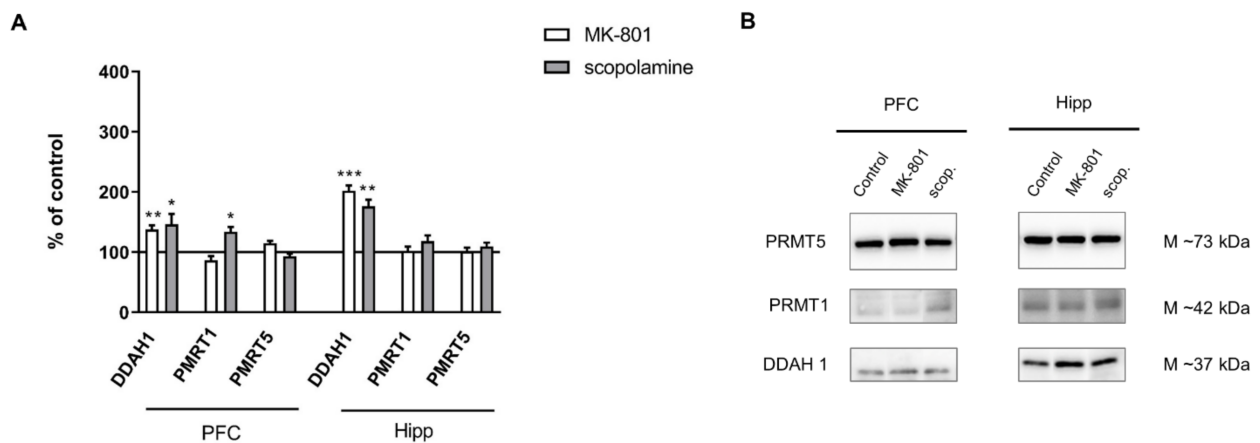 A
MK-801
scopolamine
400
300
200
100
0
% of control
** * * *** **
DDAH1
PMRT1
PMRT5
DDAH1
PMRT1
PMRT5
PFC
Hipp
B
PFC
Hipp
Control
MK-801
scop.
Control
MK-801
scop.
PRMT5
M ~73 kDa
PRMT1
M ~42 kDa
DDAH 1
M ~37 kDa